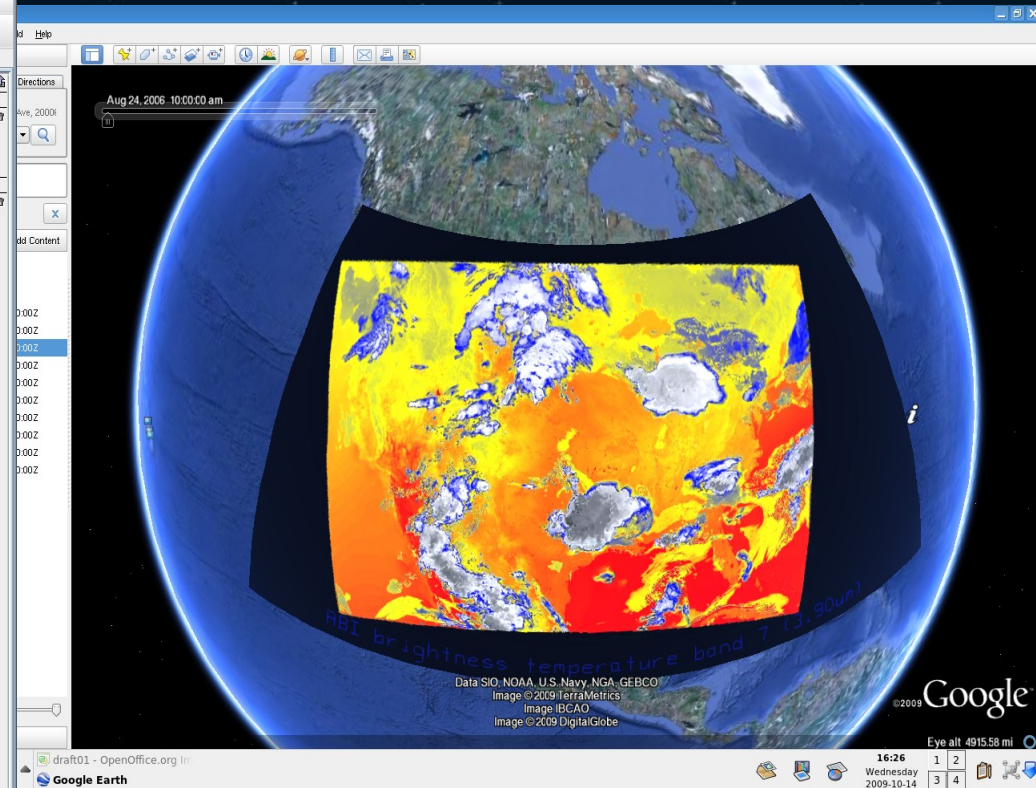 ld Help
Directions
Ave, 2000
Aug 24, 2006 10:00:00 am
x
dd Content
0:00Z
0:00Z
0:00Z
0:00Z
0:00Z
0:00Z
0:00Z
0:00Z
0:00Z
0:00Z
i
ABI brightness temperature band 7 (3.90um)
Data SIO, NOAA, U.S. Navy, NGA, GEBCO
Image © 2009 TerraMetrics
Image IBCAO
Image © 2009 DigitalGlobe
©2009 Google
Eye alt 4915.58 mi
draft01 - OpenOffice.org Im
Google Earth
16:26
Wednesday
2009-10-14
1 2
3 4